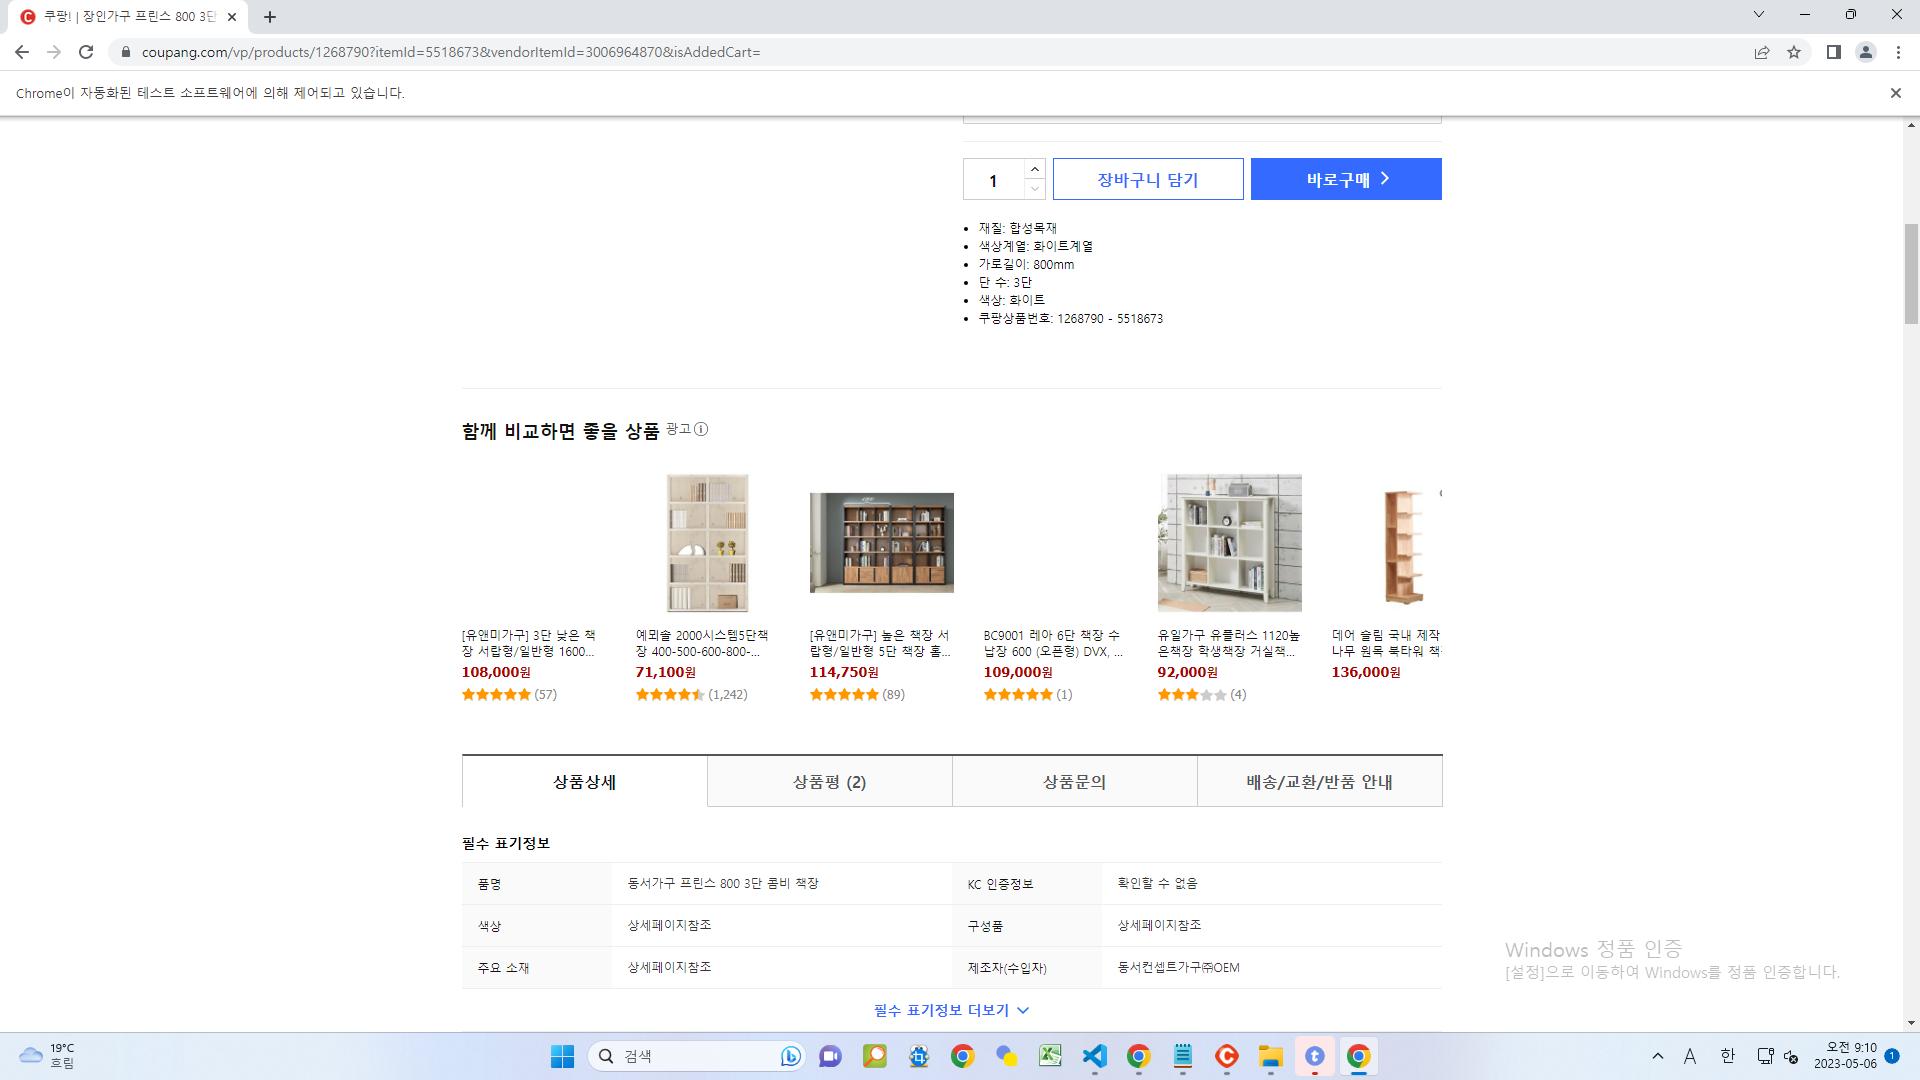 쿠팡! | 장인가구 프린스 800 3단
coupang.com/vp/products/1268790?itemId=5518673&vendorItemId=3006964870&isAddedCart=
Chrome이 자동화된 테스트 소프트웨어에 의해 제어되고 있습니다.
1
장바구니 담기
바로구매
재질: 합성목재
색상계열: 화이트계열
가로길이: 800mm
단 수: 3단
색상: 화이트
쿠팡상품번호: 1268790 - 5518673
함께 비교하면 좋을 상품 광고
[유앤미가구] 3단 낮은 책
장 서랍형/일반형 1600...
108,000원
(57)
예뫼솔 2000시스템5단책
장 400-500-600-800-...
71,100원
(1,242)
[유앤미가구] 높은 책장 서
랍형/일반형 5단 책장 홈...
114,750원
(89)
BC9001 레아 6단 책장 수
납장 600 (오픈형) DVX, ...
109,000원
(1)
유일가구 유플러스 1120높
은책장 학생책장 거실책...
92,000원
(4)
데어 슬림 국내 제작
나무 원목 북타워 책
136,000원
상품상세
상품평 (2)
상품문의
배송/교환/반품 안내
필수 표기정보
품명
동서가구 프린스 800 3단 콤비 책장
KC 인증정보
확인할 수 없음
색상
상세페이지참조
구성품
상세페이지참조
주요 소재
상세페이지참조
제조자(수입자)
동서컨셉트가구㈜OEM
필수 표기정보 더보기
Windows 정품 인증
[설정]으로 이동하여 Windows를 정품 인증합니다.
19°C
흐림
검색
A
한
오전 9:10
2023-05-06
1